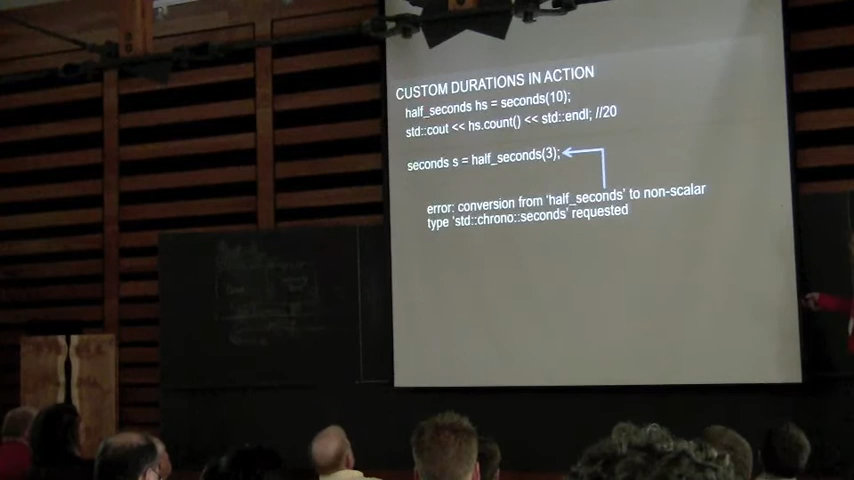 CUSTOM DURATIONS IN ACTION
half_seconds hs = seconds(10);
std::cout << hs.count() << std::endl; //20
seconds s = half_seconds(3);
error: conversion from 'half_seconds' to non-scalar
type 'std::chrono::seconds' requested